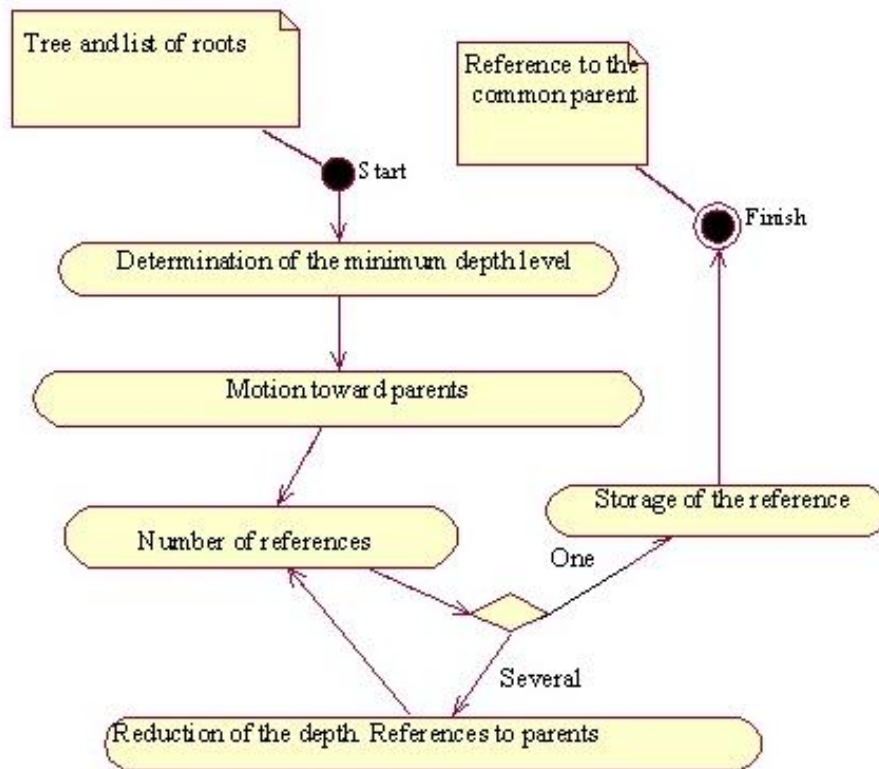 Tree and list of roots
Reference to the
common parent
Start
Finish
Determination of the minimum depth level
Motion toward parents
Storage of the reference
Number of references
One
Several
Reduction of the depth. References to parents